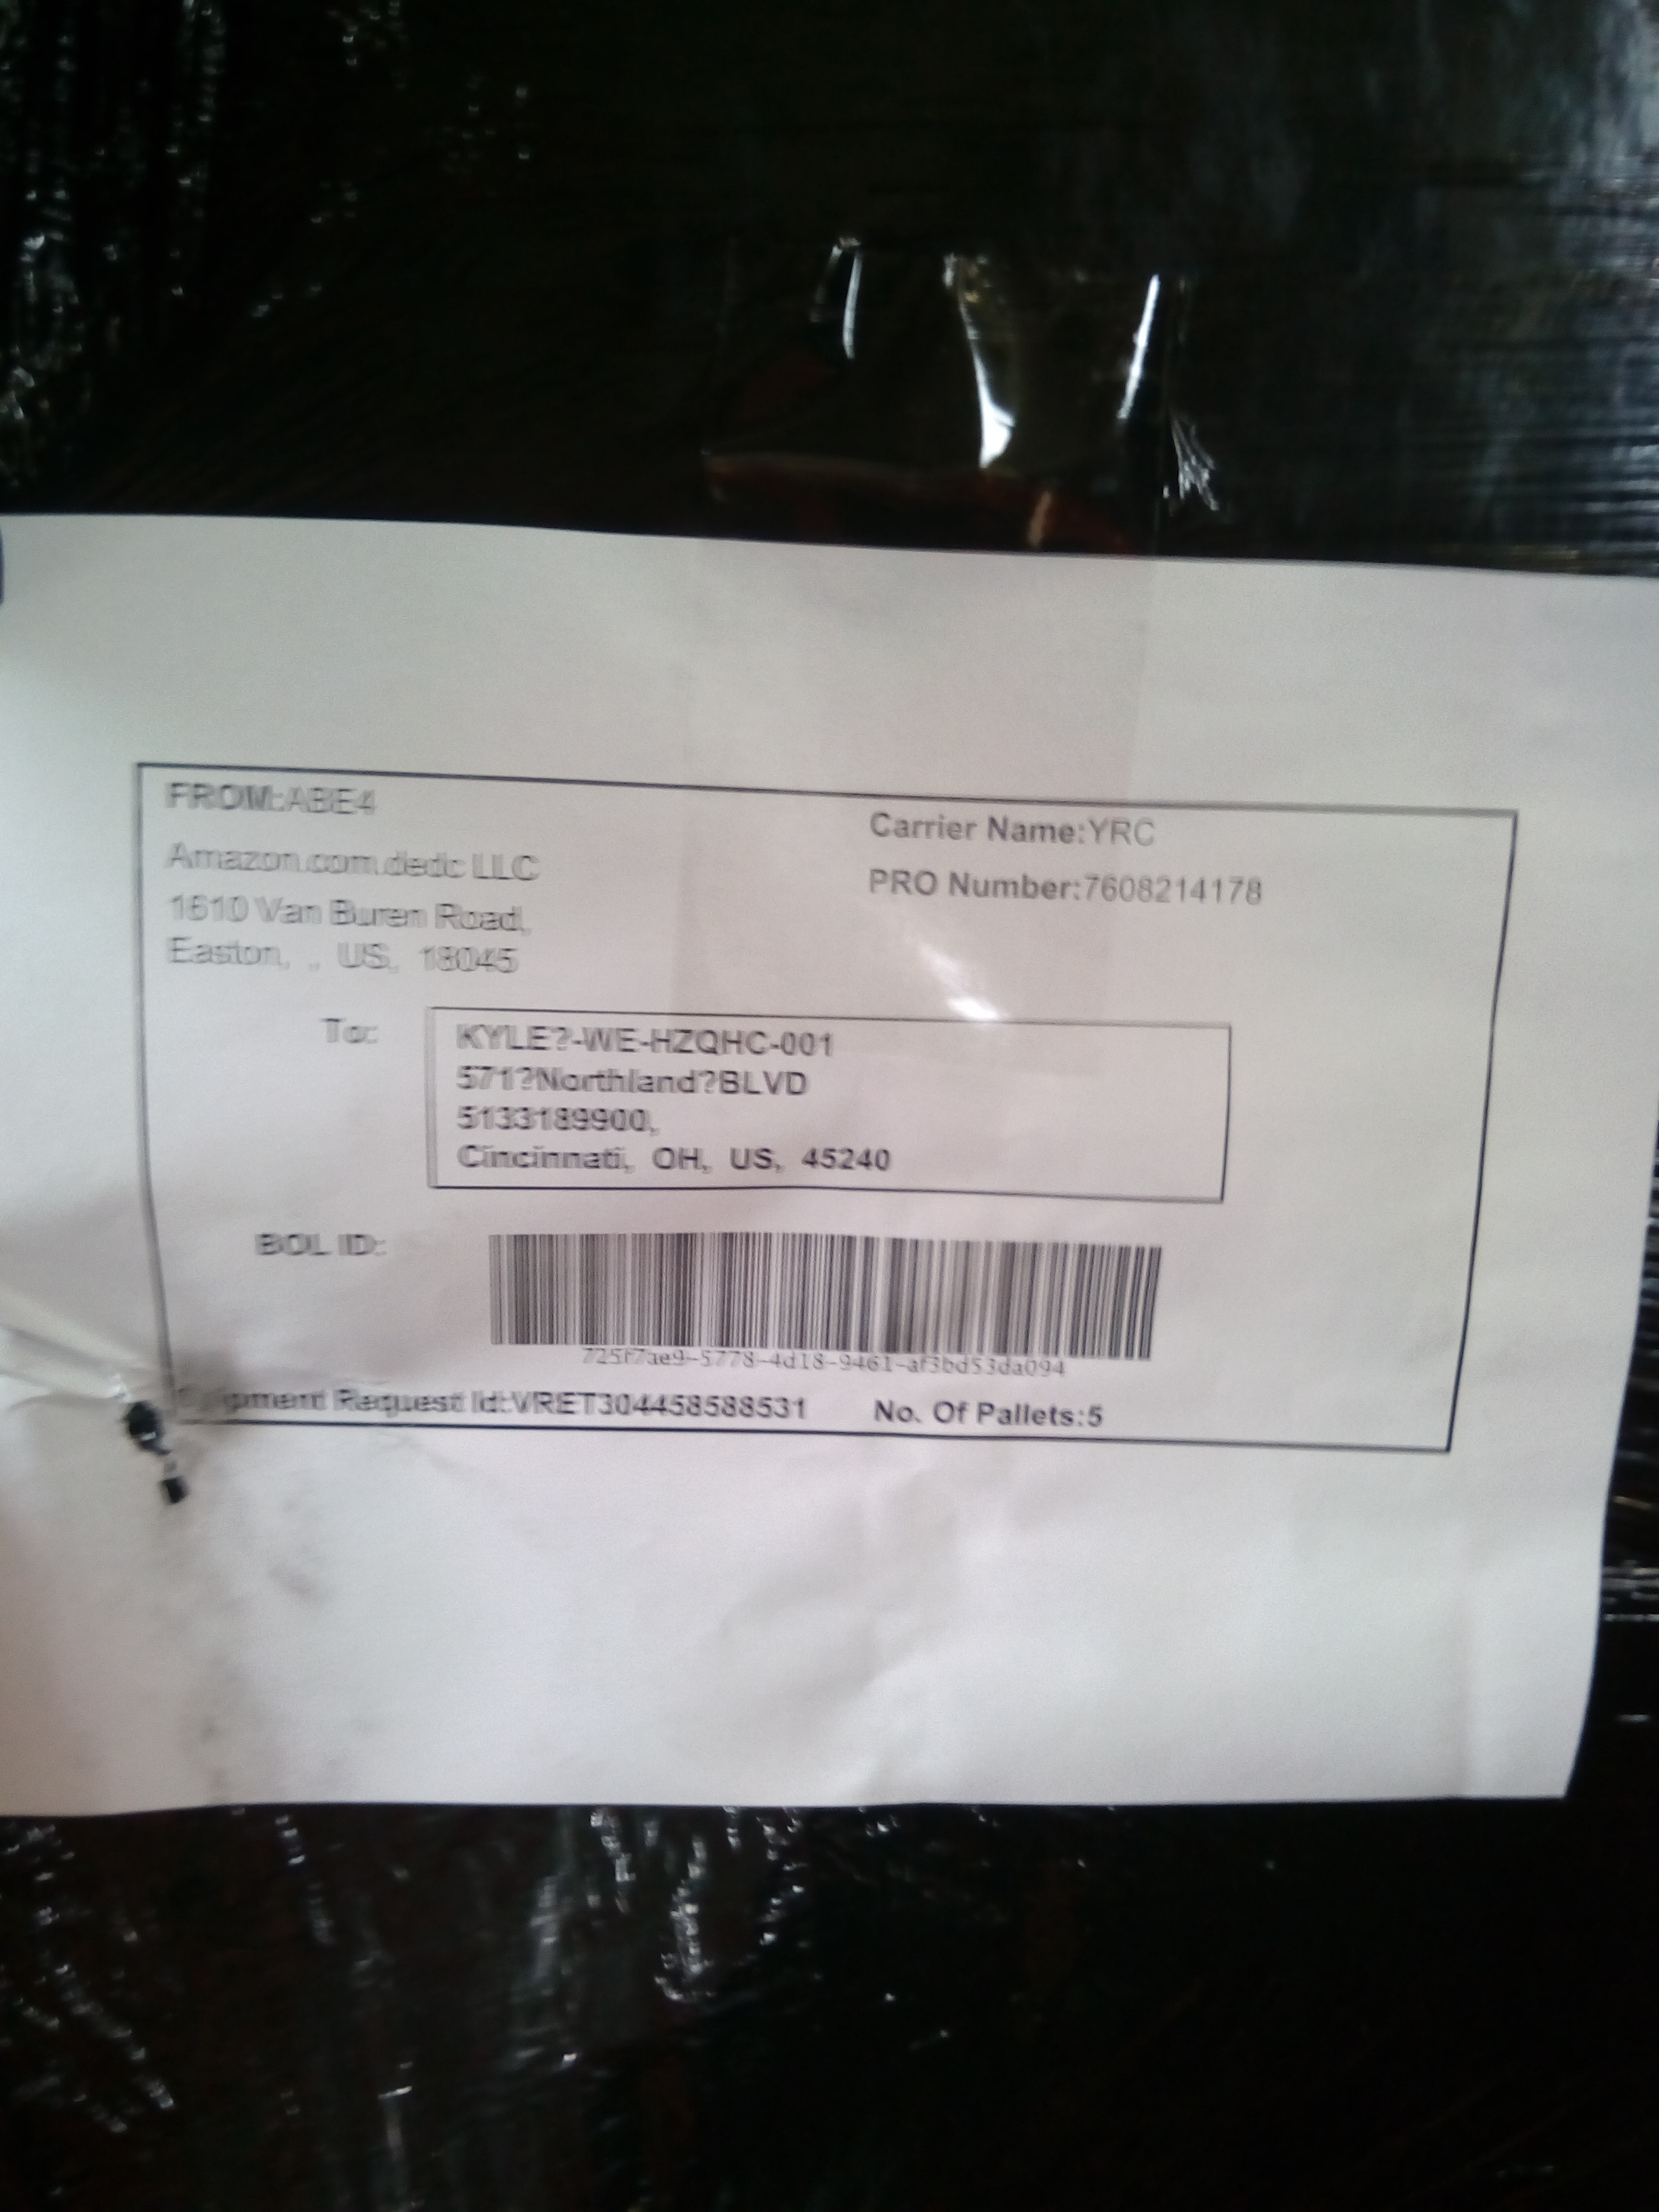 FROM:ABE4
Amazon.com.dedc LLC
1610 Van Buren Road,
Easton, , US, 18045
Carrier Name:YRC
PRO Number:7608214178
To:
KYLE?-WE-HZQHC-001
571?Northland?BLVD
5133189900,
Cincinnati, OH, US, 45240
BOL ID:
725f7ae9-5778-4d18-9461-af3bd53da094
Request Id:VRET304458588531 No. Of Pallets:5